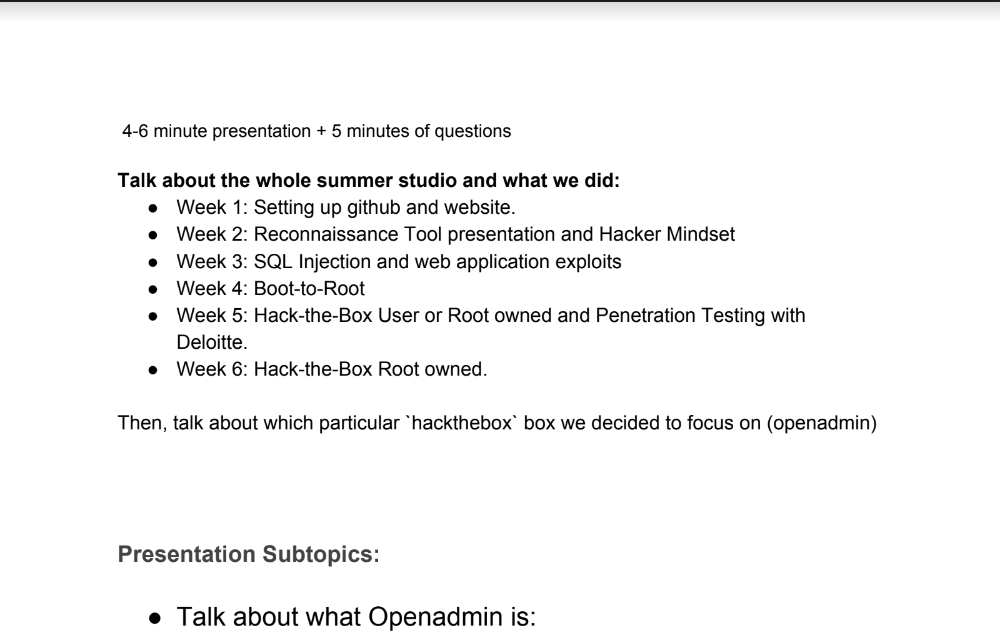 4-6 minute presentation + 5 minutes of questions
Talk about the whole summer studio and what we did:
● Week 1: Setting up github and website.
● Week 2: Reconnaissance Tool presentation and Hacker Mindset
● Week 3: SQL Injection and web application exploits
● Week 4: Boot-to-Root
● Week 5: Hack-the-Box User or Root owned and Penetration Testing with
Deloitte.
● Week 6: Hack-the-Box Root owned.
Then, talk about which particular `hackthebox` box we decided to focus on (openadmin)
Presentation Subtopics:
● Talk about what Openadmin is: